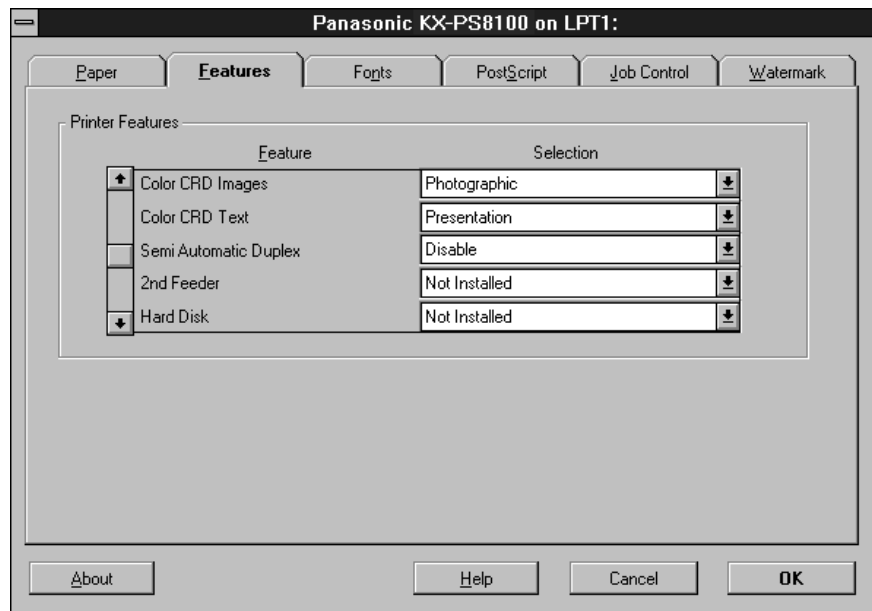 Panasonic KX-PS8100 on LPT1:
Paper Features Fonts PostScript Job Control Watermark
Printer Features
Feature Selection
Color CRD Images Photographic
Color CRD Text Presentation
Semi Automatic Duplex Disable
2nd Feeder Not Installed
Hard Disk Not Installed
About Help Cancel OK